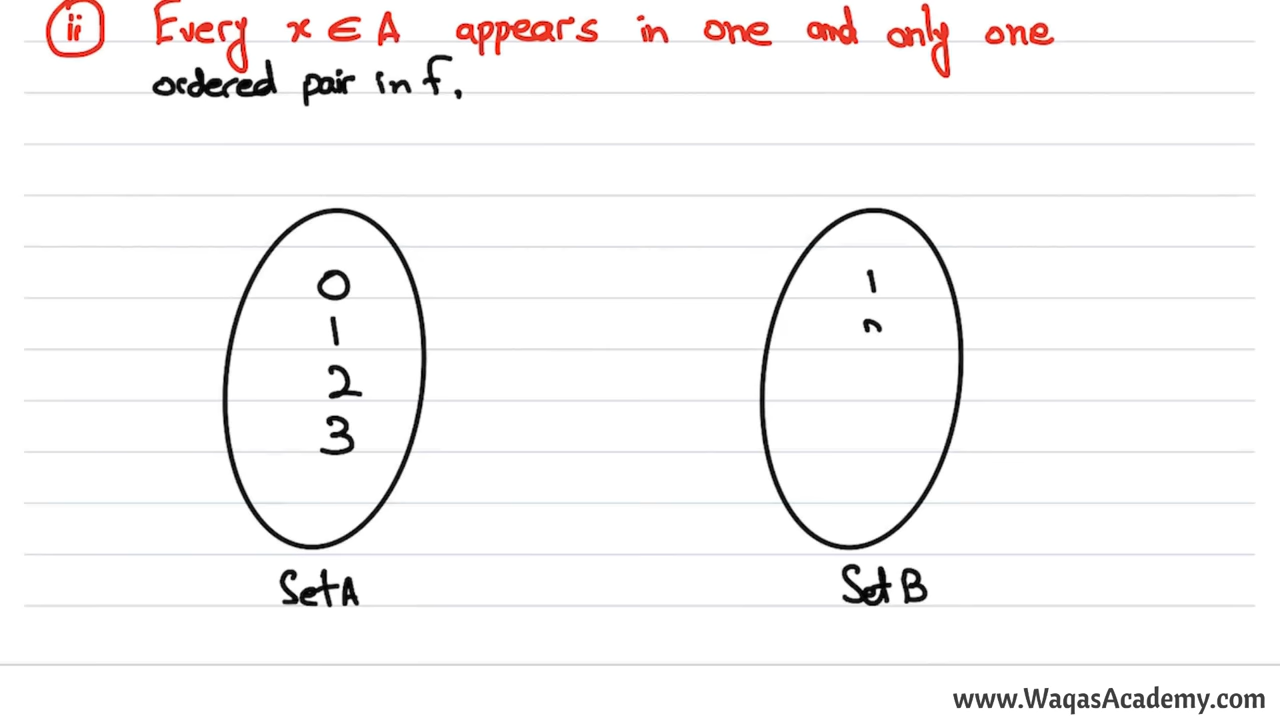 ii Every x ∈ A appears in one and only one
ordered pair in f.
0
1
2
3
1
Set A
Set B
www.WaqasAcademy.com